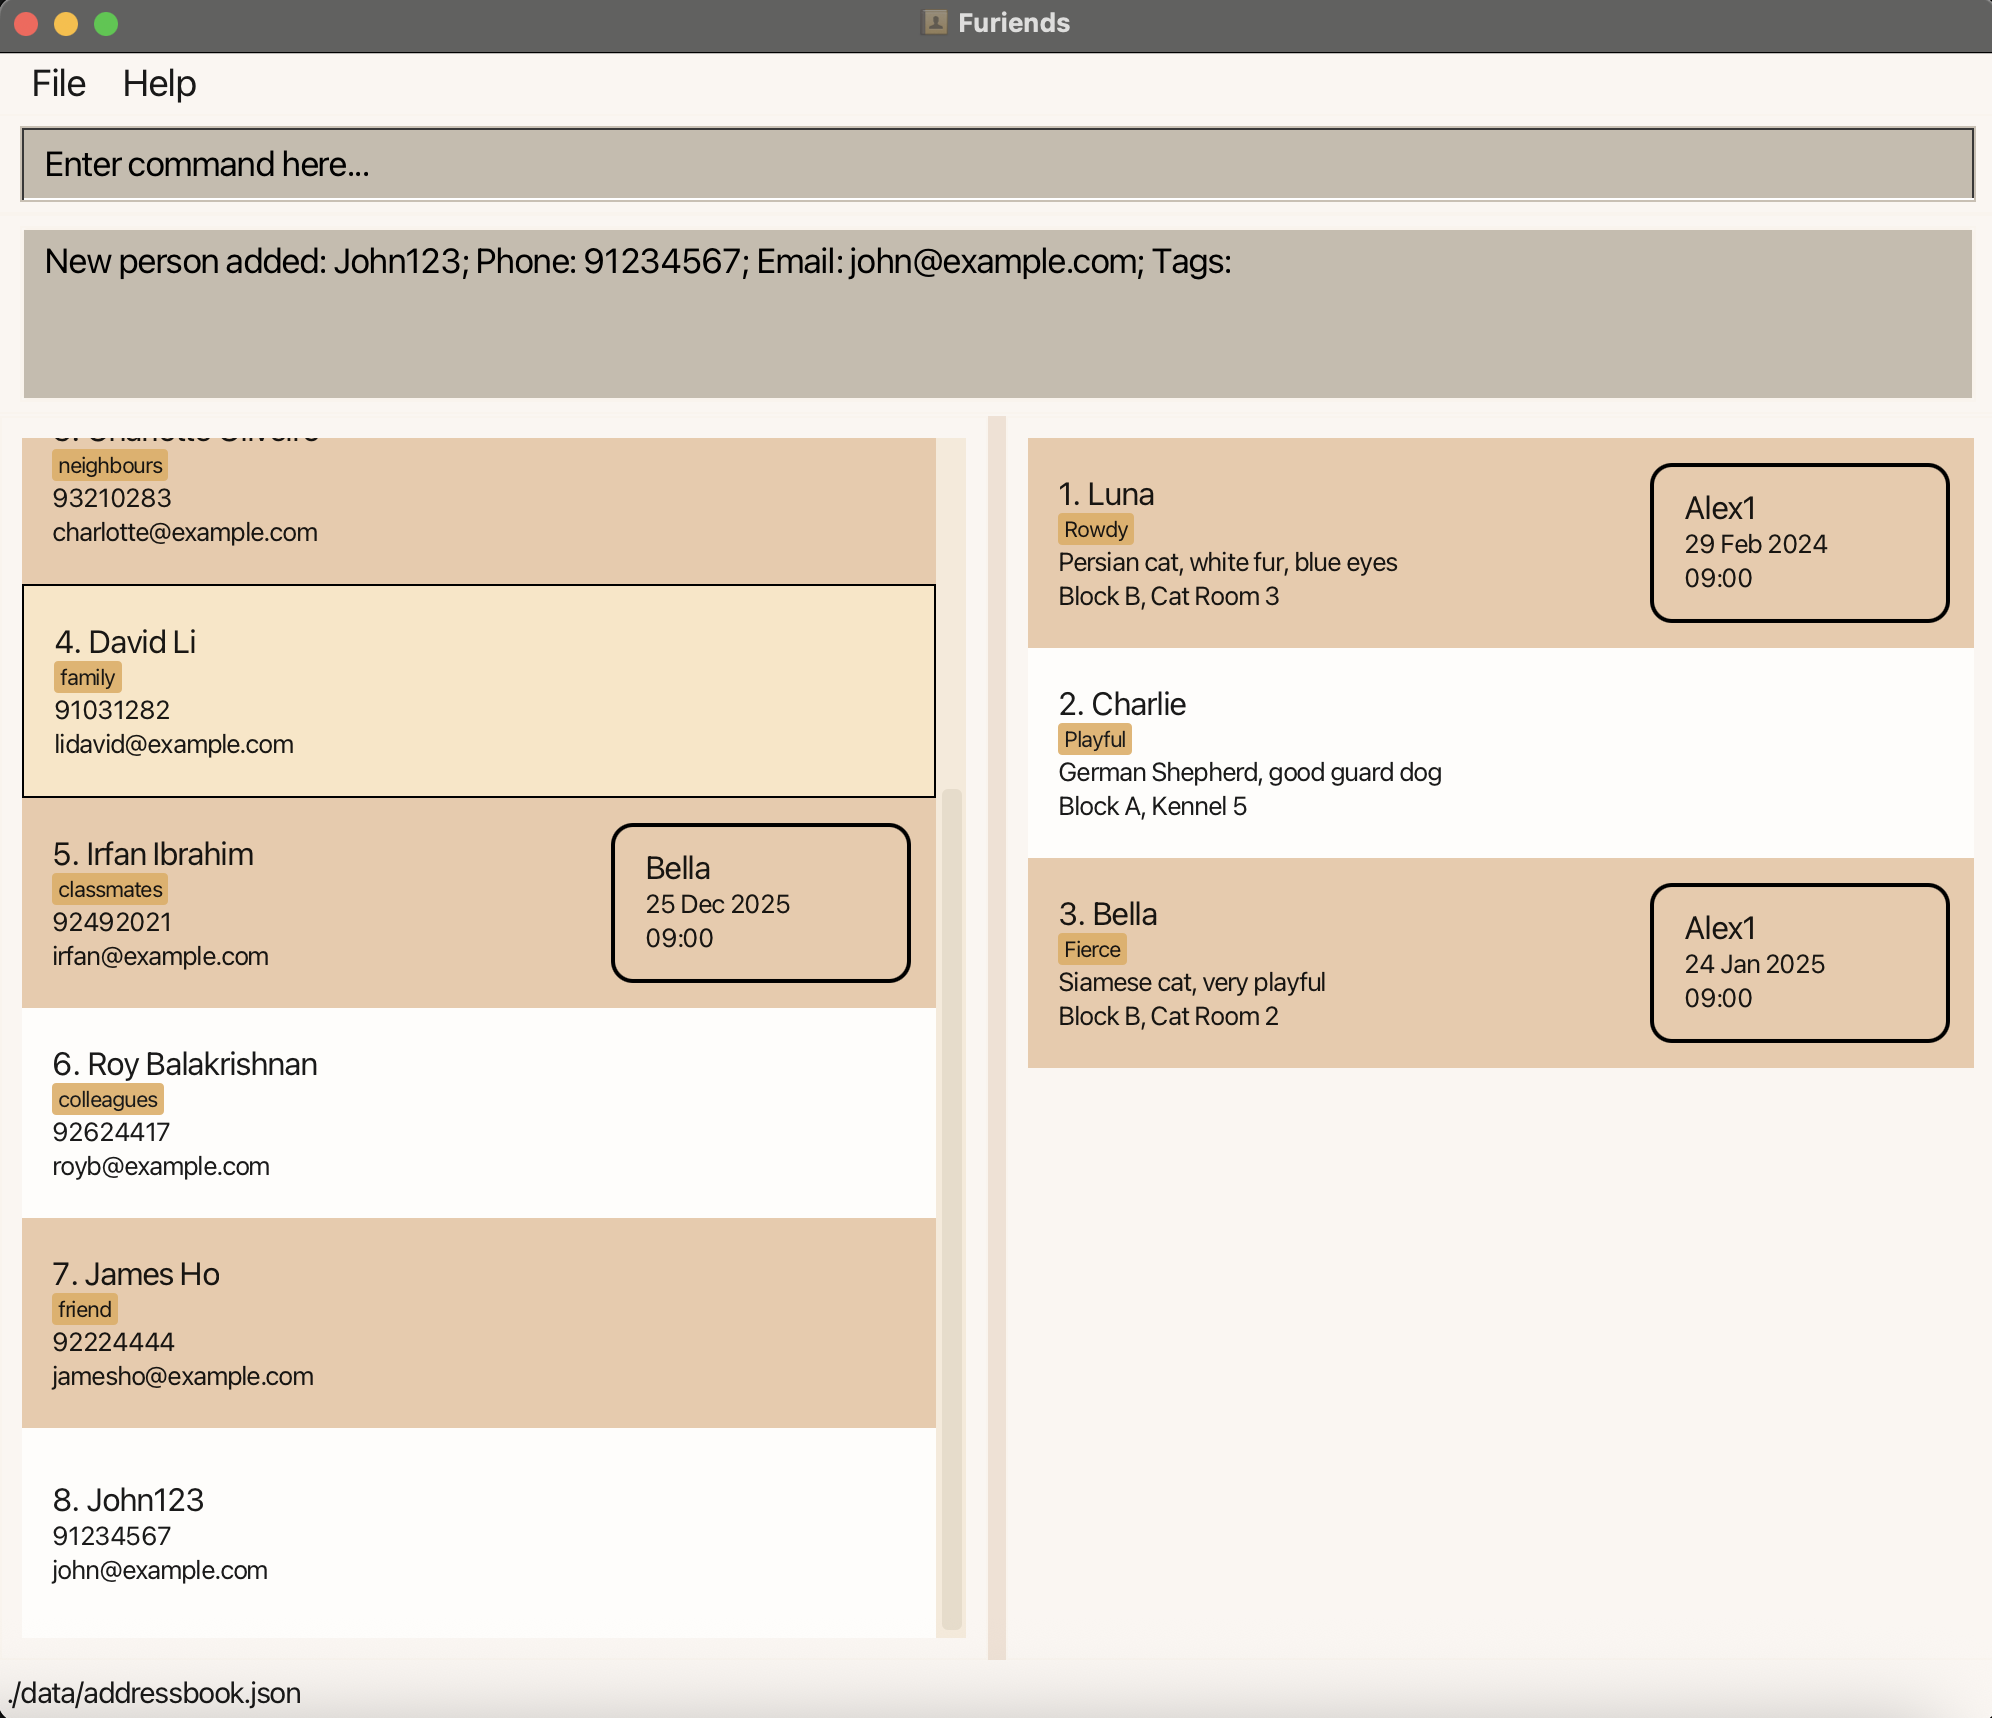 Furiends
File Help
Enter command here...
New person added: John123; Phone: 91234567; Email: john@example.com; Tags:
neighbours
93210283
charlotte@example.com
4. David Li
family
91031282
lidavid@example.com
5. Irfan Ibrahim
classmates
92492021
irfan@example.com
Bella
25 Dec 2025
09:00
6. Roy Balakrishnan
colleagues
92624417
royb@example.com
7. James Ho
friend
92224444
jamesho@example.com
8. John123
91234567
john@example.com
1. Luna
Rowdy
Persian cat, white fur, blue eyes
Block B, Cat Room 3
Alex1
29 Feb 2024
09:00
2. Charlie
Playful
German Shepherd, good guard dog
Block A, Kennel 5
3. Bella
Fierce
Siamese cat, very playful
Block B, Cat Room 2
Alex1
24 Jan 2025
09:00
./data/addressbook.json